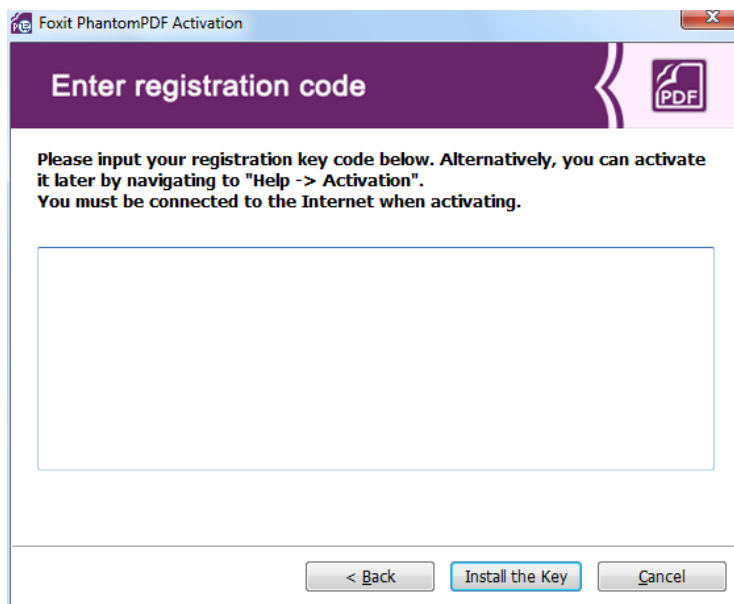 Foxit PhantomPDF Activation
Enter registration code
PDF
Please input your registration key code below. Alternatively, you can activate
it later by navigating to "Help -> Activation".
You must be connected to the Internet when activating.
< Back
Install the Key
Cancel